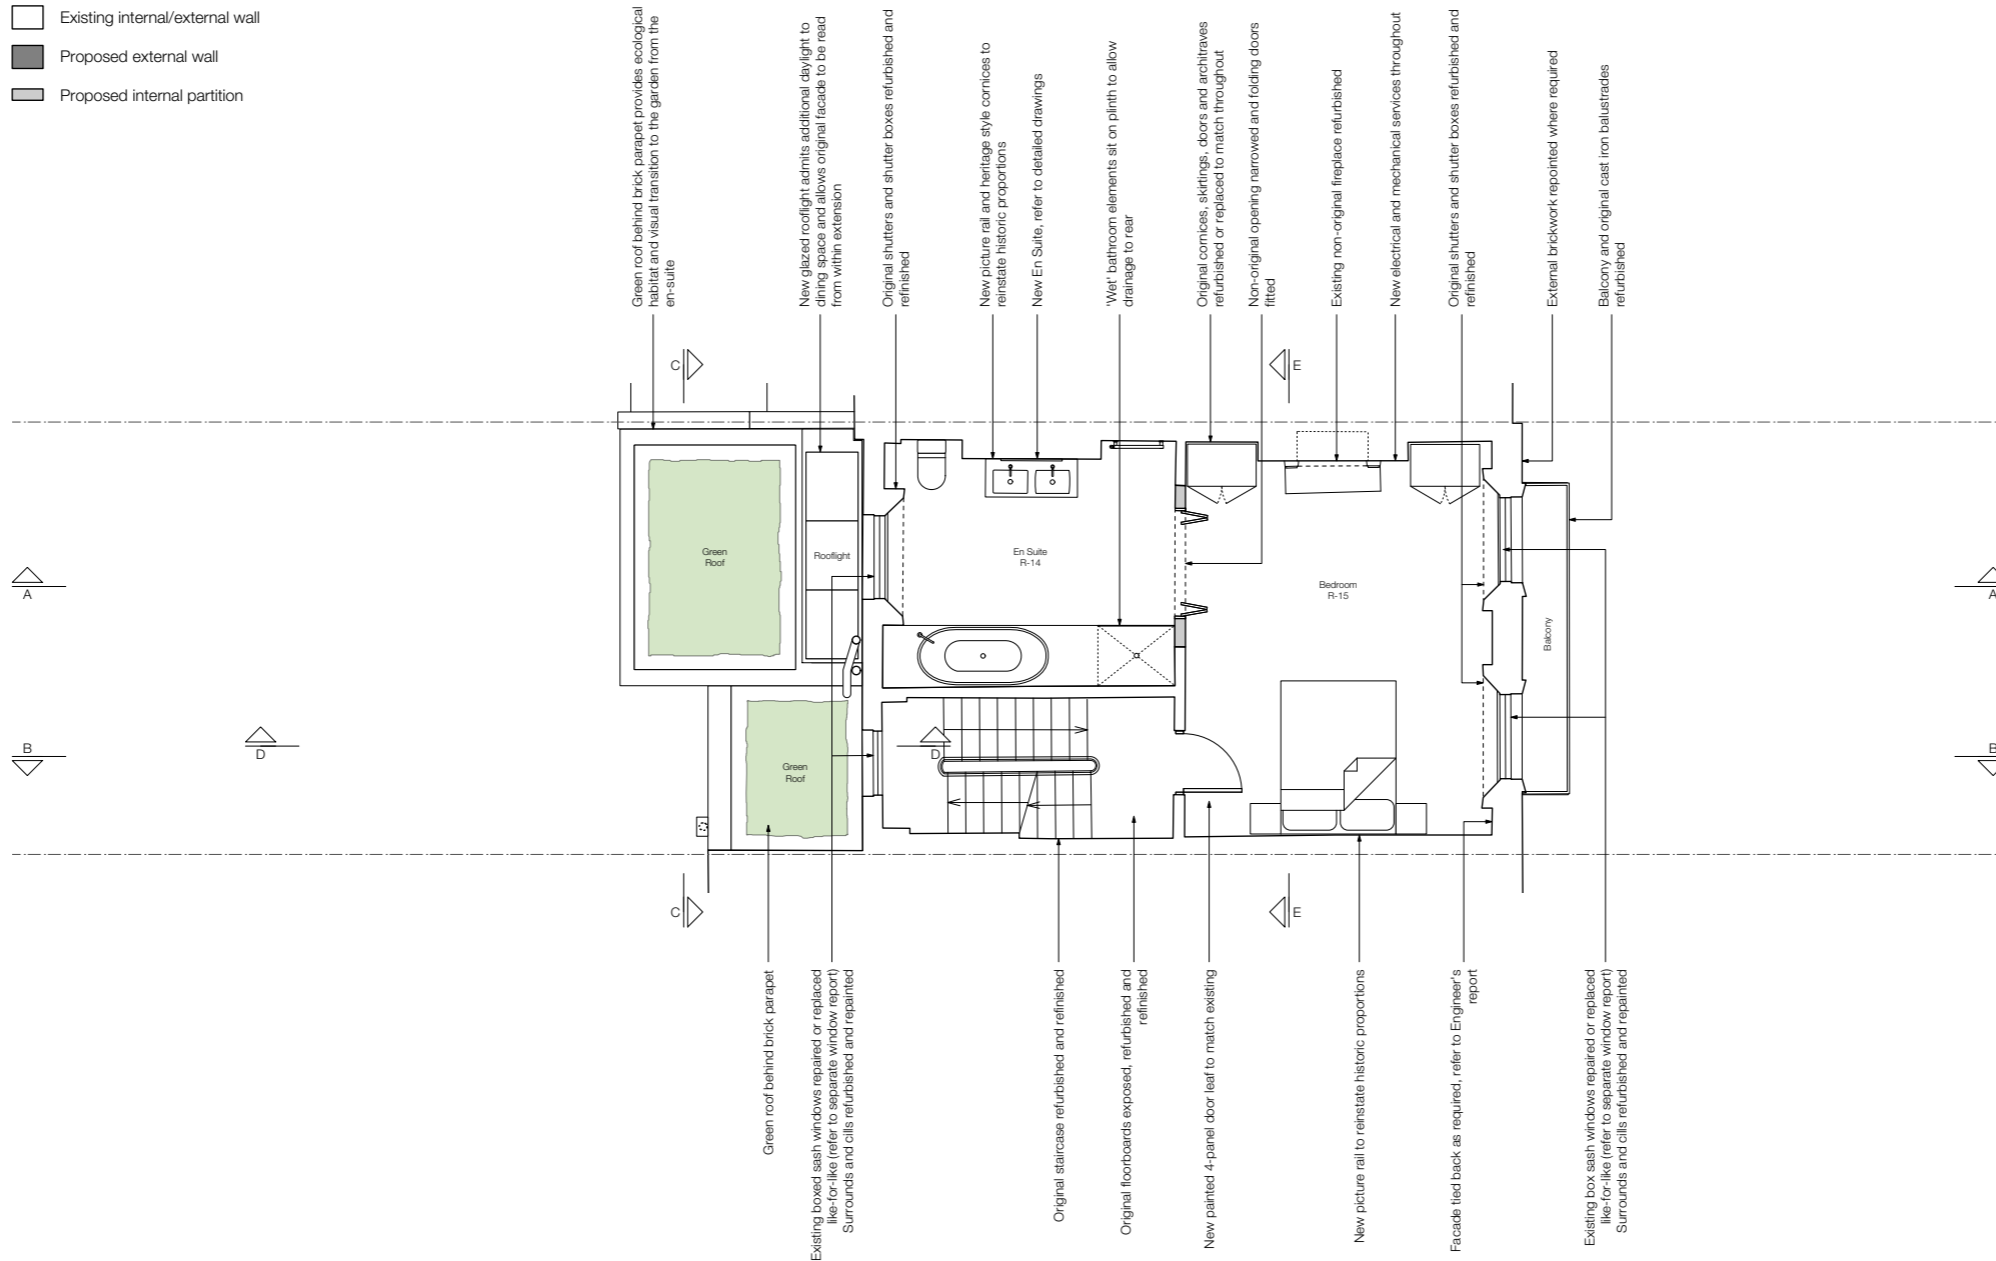 Existing internal/external wall
Proposed external wall
Proposed internal partition
Green roof behind brick parapet provides ecological
habitat and visual transition to the garden from the
en-suite
New glazed rooflight admits additional daylight to
dining space and allows original facade to be read
from within extension
Original shutters and shutter boxes refurbished and
refinished
New picture rail and heritage style cornices to
reinstate historic proportions
New En Suite, refer to detailed drawings
'Wet' bathroom elements sit on plinth to allow
drainage to rear
Original cornices, skirtings, doors and architraves
refurbished or replaced to match throughout
Non-original opening narrowed and folding doors
fitted
Existing non-original fireplace refurbished
New electrical and mechanical services throughout
Original shutters and shutter boxes refurbished and
refinished
External brickwork repointed where required
Balcony and original cast iron balustrades
refurbished
C
E
Green
Roof
Rooflight
En Suite
R-14
Bedroom
R-15
Balcony
A
A
B
D
Green
Roof
D
B
C
E
Green roof behind brick parapet
Existing boxed sash windows repaired or replaced
like-for-like (refer to separate window report)
Surrounds and cills refurbished and repainted
Original staircase refurbished and refinished
Original floorboards exposed, refurbished and
refinished
New painted 4-panel door leaf to match existing
New picture rail to reinstate historic proportions
Facade tied back as required, refer to Engineer's
report
Existing box sash windows repaired or replaced
like-for-like (refer to separate window report)
Surrounds and cills refurbished and repainted